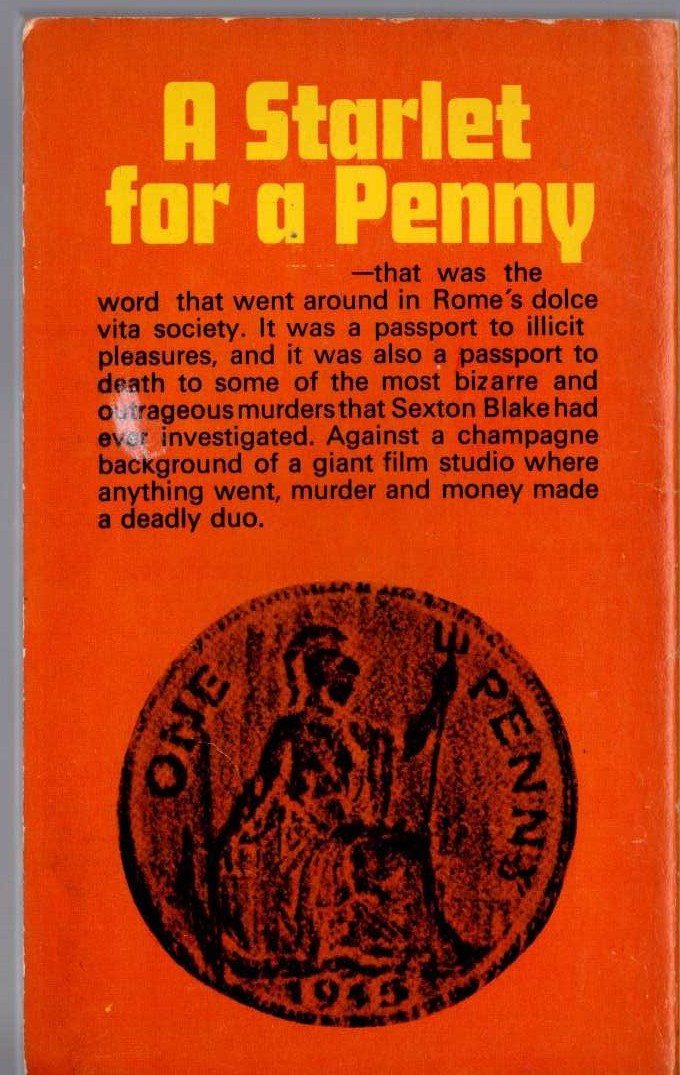 A Starlet
for a Penny
—that was the
word that went around in Rome's dolce
vita society. It was a passport to illicit
pleasures, and it was also a passport to
death to some of the most bizarre and
outrageous murders that Sexton Blake had
ever investigated. Against a champagne
background of a giant film studio where
anything went, murder and money made
a deadly duo.
ONE PENNY
1945